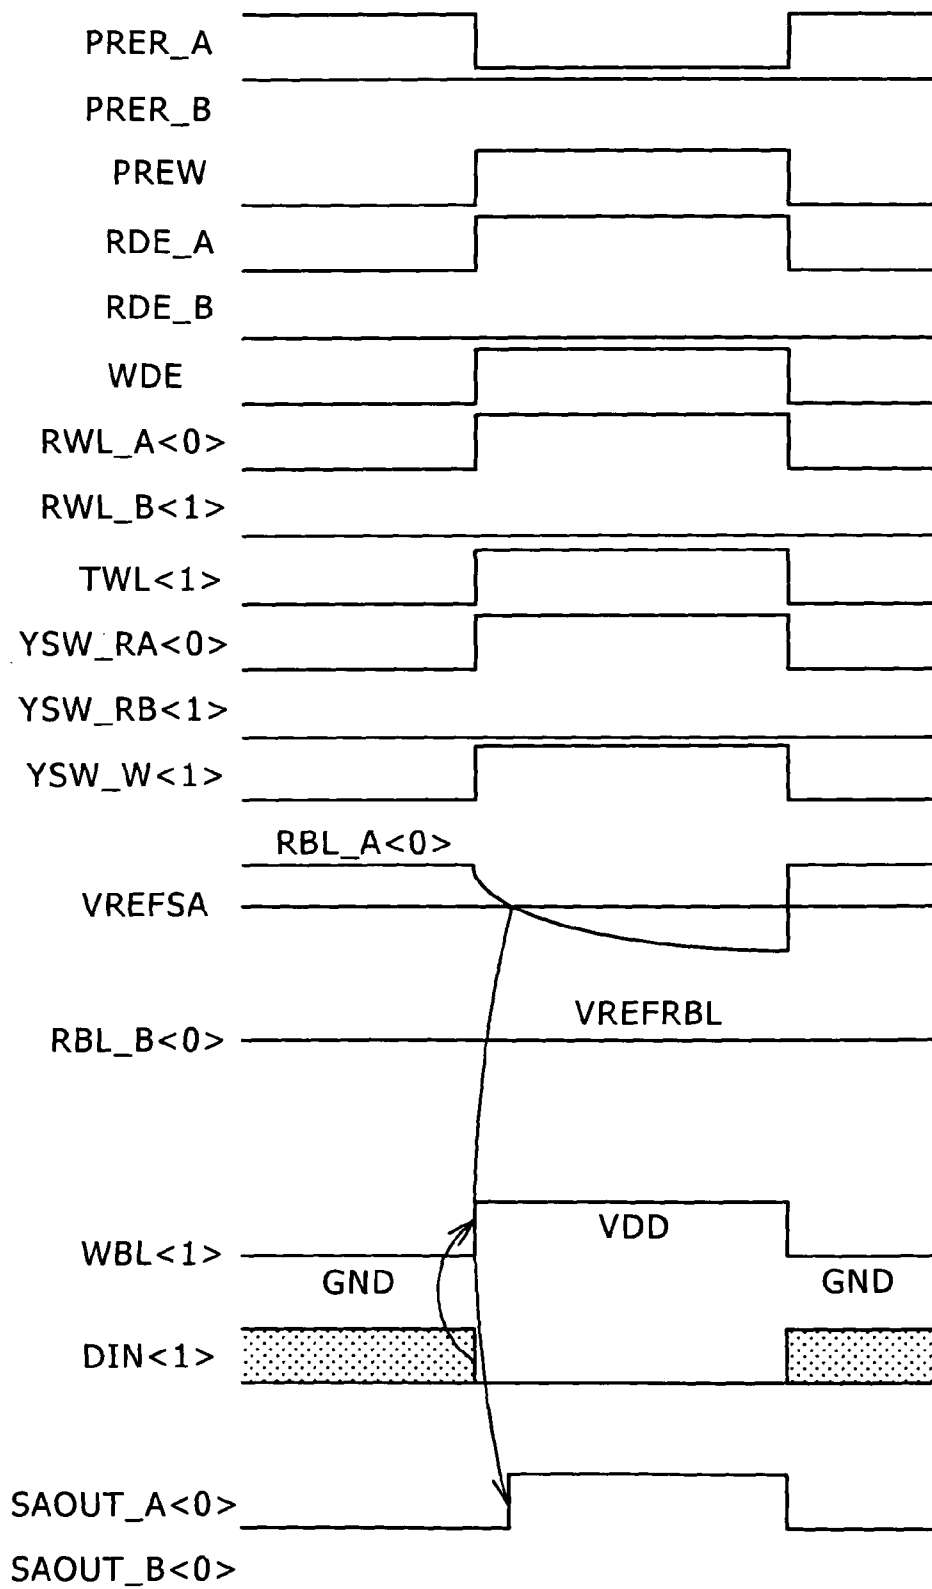 PRER_A
PRER_B
PREW
RDE_A
RDE_B
WDE
RWL_A<0>
RWL_B<1>
TWL<1>
YSW_RA<0>
YSW_RB<1>
YSW_W<1>
RBL_A<0>
VREFSA
VREFRBL
RBL_B<0>
VDD
WBL<1>
GND GND
DIN<1>
SAOUT_A<0>
SAOUT_B<0>